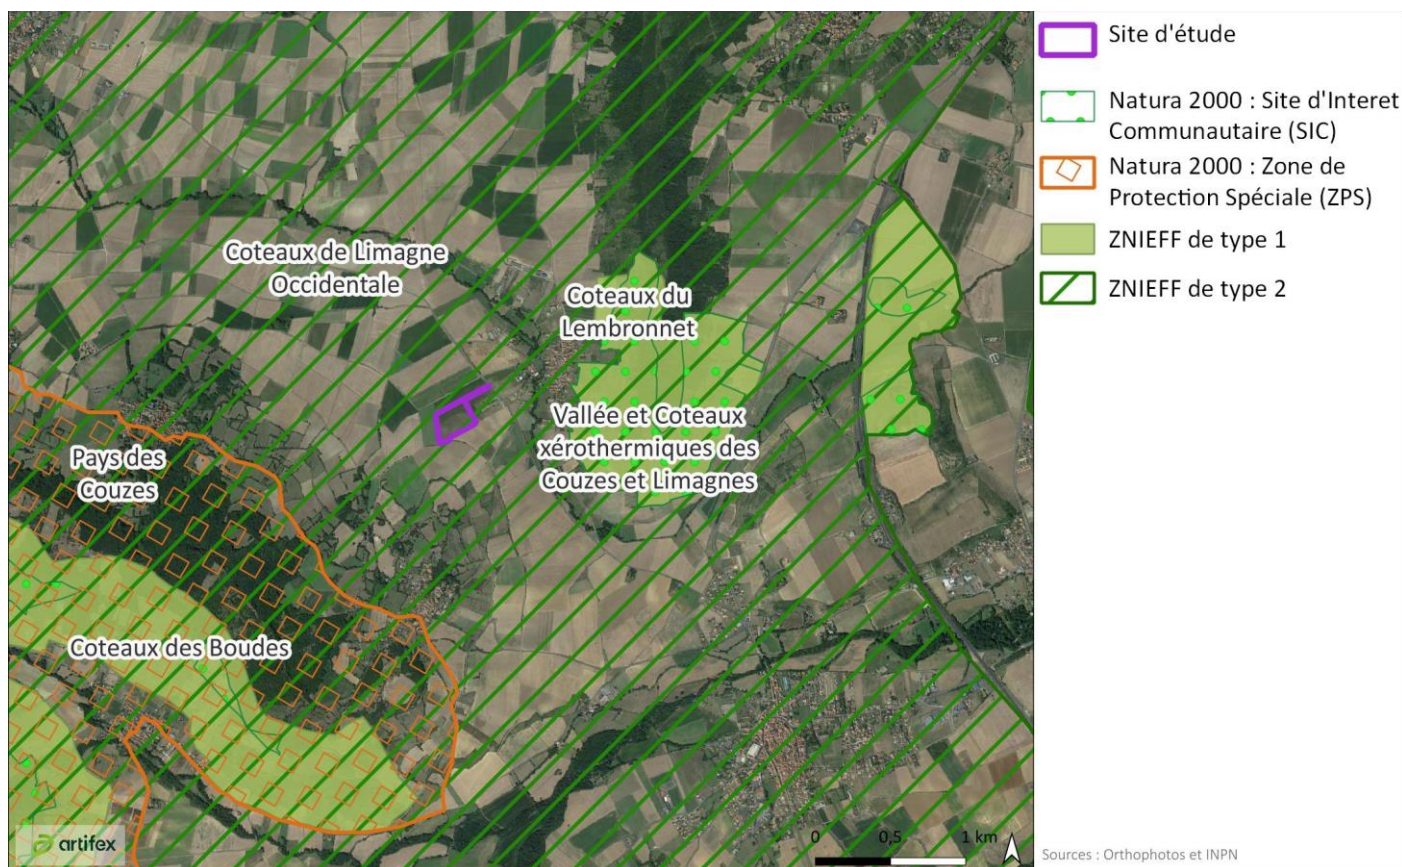 Coteaux de Limagne
Occidentale
Coteaux du
Lembronnet
Vallée et Coteaux
xérothermiques des
Couzes et Limagnes
Pays des
Couzes
Coteaux des Boudes
artifex
0 0,5 1 km
Site d'étude
Natura 2000 : Site d'Interet
Communautaire (SIC)
Natura 2000 : Zone de
Protection Spéciale (ZPS)
ZNIEFF de type 1
ZNIEFF de type 2
Sources : Orthophotos et INPN